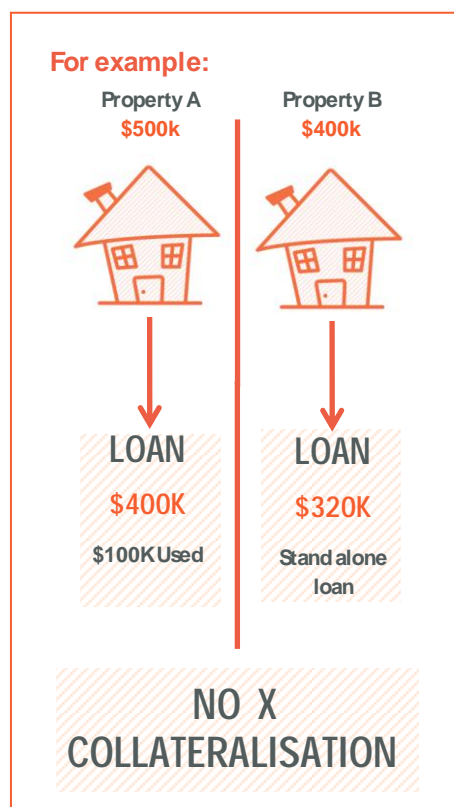 For example:
Property A
$500k
Property B
$400k
LOAN
$400K
$100K Used
LOAN
$320K
Stand alone
loan
NO X
COLLATERALISATION